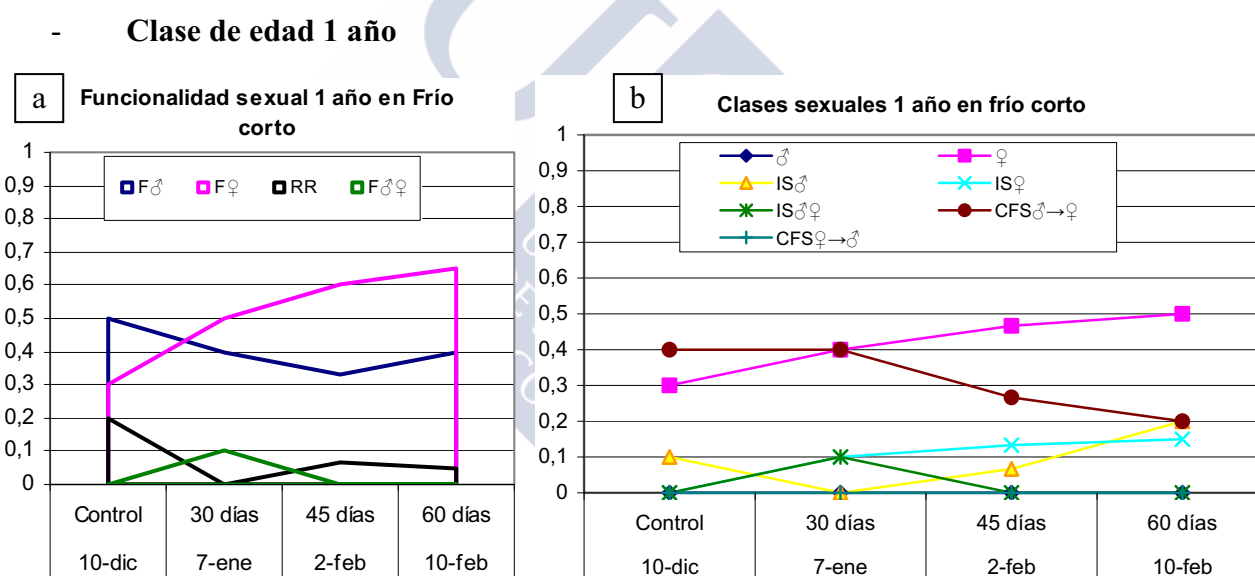 - Clase de edad 1 año
a
Funcionalidad sexual 1 año en Frío
corto
F♂ F♀ RR F♂♀
1
0,9
0,8
0,7
0,6
0,5
0,4
0,3
0,2
0,1
0
Control 30 días 45 días 60 días
10-dic 7-ene 2-feb 10-feb
b
Clases sexuales 1 año en frío corto
♂ ♀
IS♂ IS♀
IS♂♀ CFS♂→♀
CFS♀→♂
1
0,9
0,8
0,7
0,6
0,5
0,4
0,3
0,2
0,1
0
Control 30 días 45 días 60 días
10-dic 7-ene 2-feb 10-feb